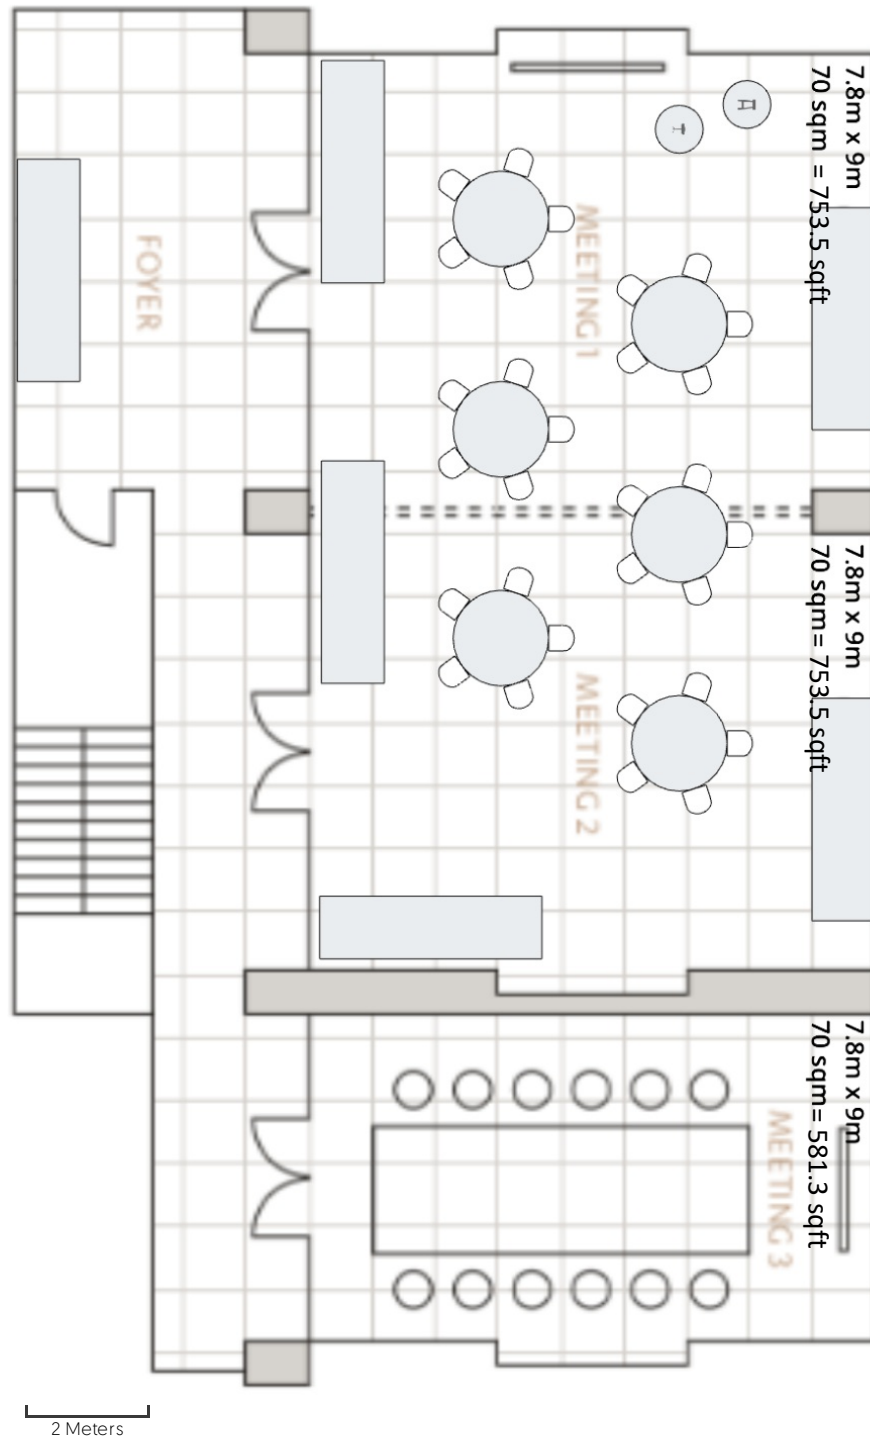 7.8m x 9m
70 sqm = 753.5 sqft
MEETING 1
FOYER
7.8m x 9m
70 sqm= 753.5 sqft
MEETING 2
7.8m x 9m
70 sqm= 581.3 sqft
MEETING 3
2 Meters